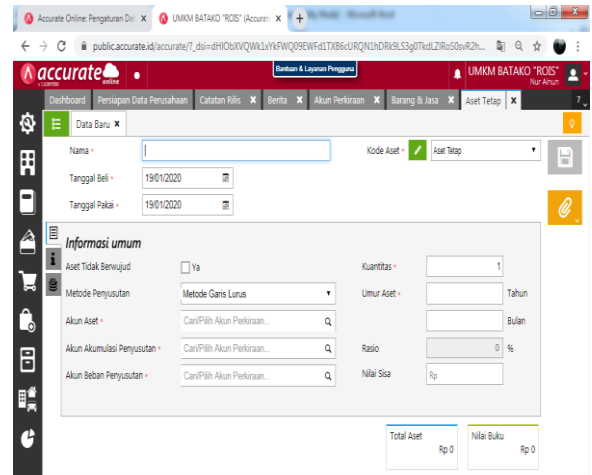 Accurate Online: Pengaturan Dat × UMKM BATAKO "ROIS" (Accurat × +
public.accurate.id/accurate/?_dsi=
accurate online
Bantuan & Layanan Pengguna
UMKM BATAKO "ROIS"
Nur Ainun
Dashboard Persiapan Data Perusahaan Catatan Rilis × Berita × Akun Perkiraan × Barang & Jasa × Aset Tetap × 7
Data Baru ×
Nama * Kode Aset * Aset Tetap
Tanggal Beli * 19/01/2020
Tanggal Pakai * 19/01/2020
Informasi umum
Aset Tidak Berwujud Ya Kuantitas * 1
Metode Penyusutan Metode Garis Lurus Umur Aset * Tahun
Akun Aset * Cari/Pilih Akun Perkiraan... Bulan
Akun Akumulasi Penyusutan * Cari/Pilih Akun Perkiraan... Rasio 0 %
Akun Beban Penyusutan * Cari/Pilih Akun Perkiraan... Nilai Sisa Rp
Total Aset Nilai Buku
Rp 0 Rp 0